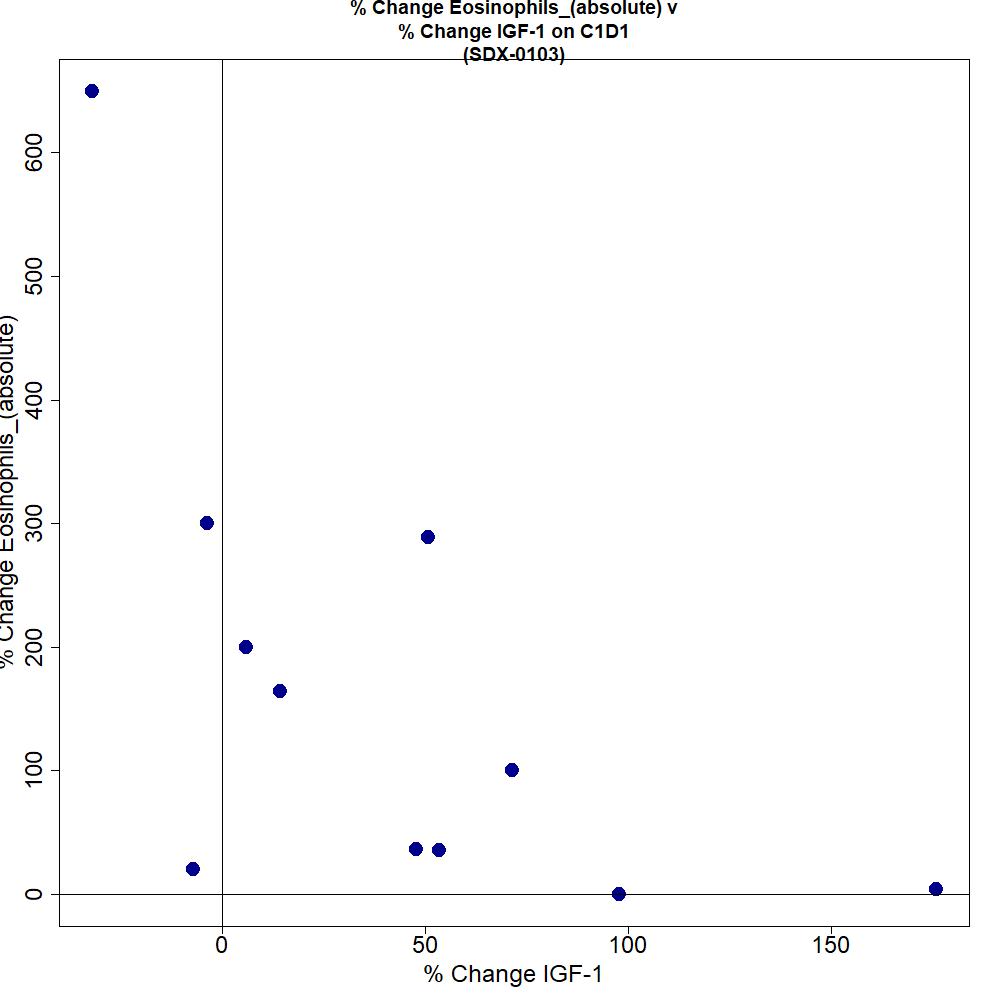 % Change Eosinophils_(absolute) v
% Change IGF-1 on C1D1
(SDX-0103)
% Change Eosinophils_(absolute)
600
500
400
300
200
100
0
0 50 100 150
% Change IGF-1